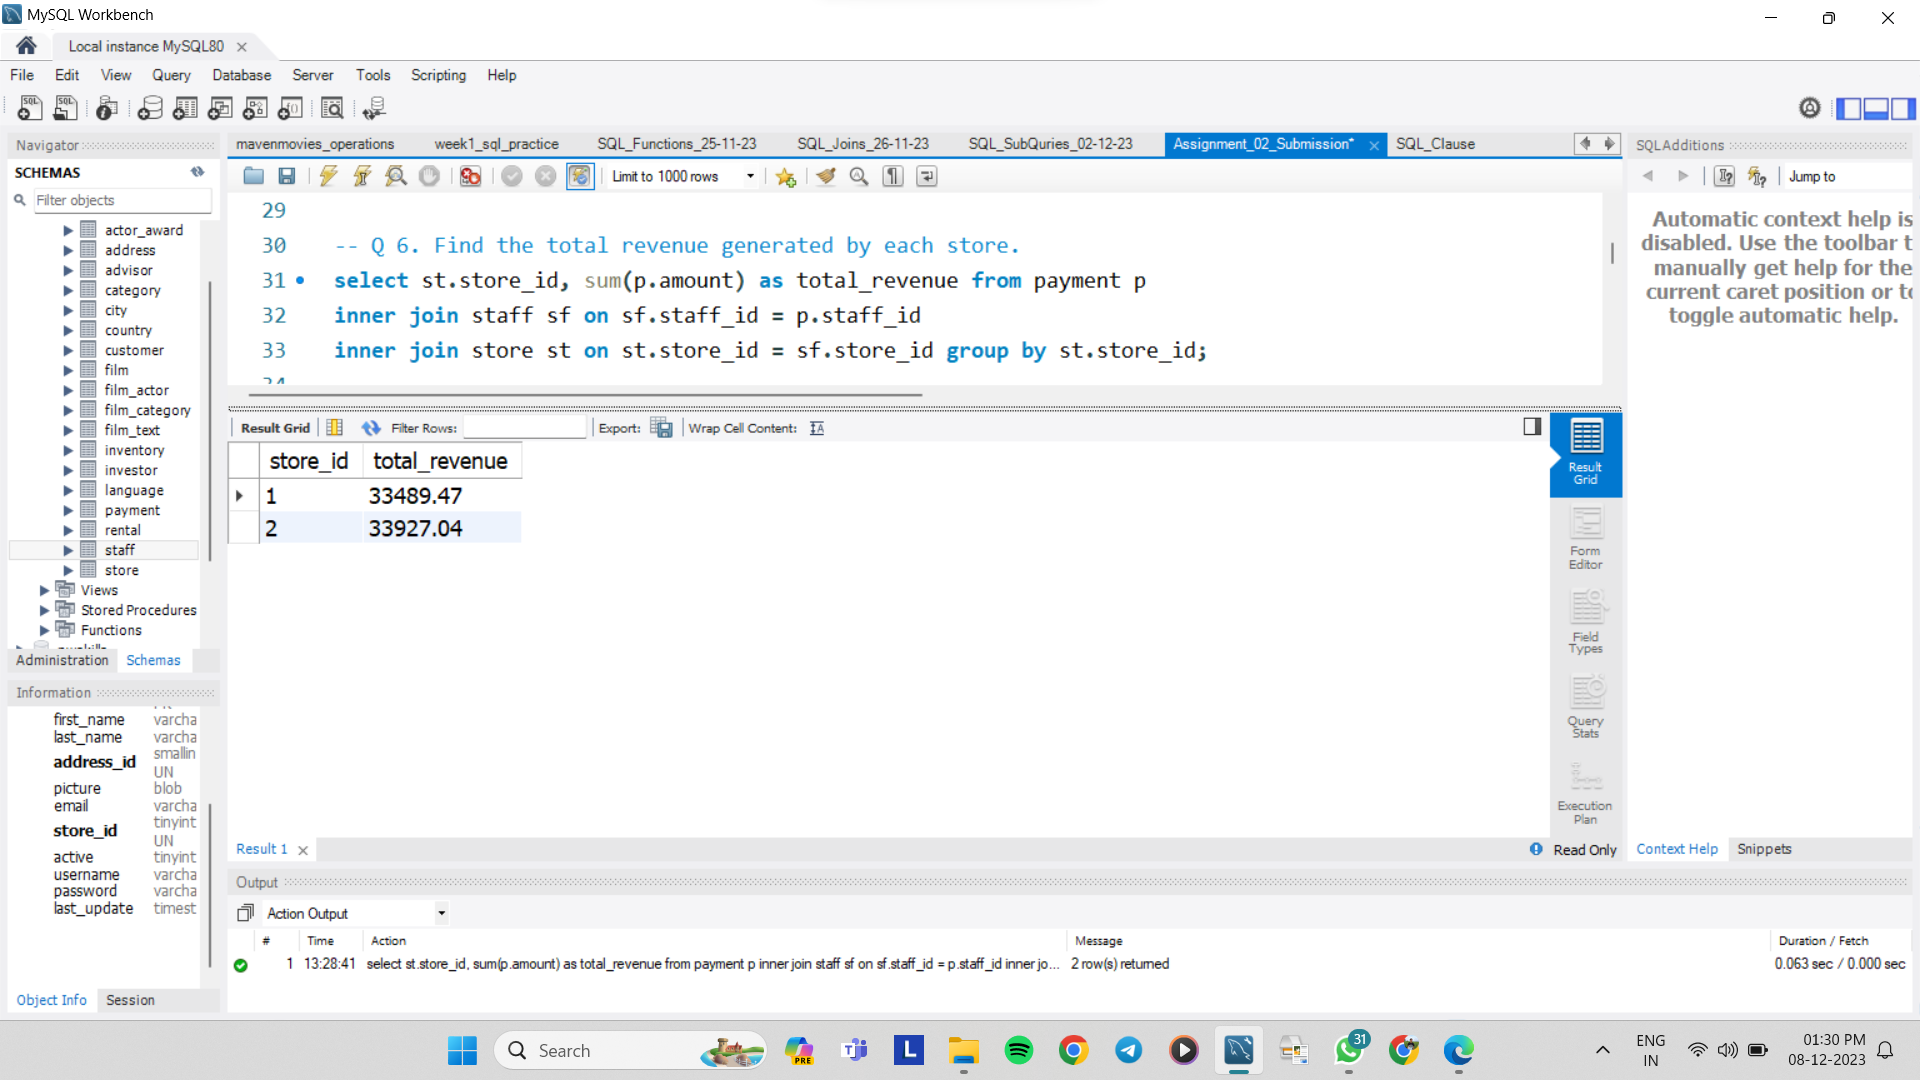 MySQL Workbench
Local instance MySQL80
File Edit View Query Database Server Tools Scripting Help
Navigator
SCHEMAS
Filter objects
actor_award
address
advisor
category
city
country
customer
film
film_actor
film_category
film_text
inventory
investor
language
payment
rental
staff
store
Views
Stored Procedures
Functions
Administration Schemas
Information
first_name varcha
last_name varcha
address_id smallin
UN
picture blob
email varcha
store_id tinyint
UN
active tinyint
username varcha
password varcha
last_update timest
Object Info Session
mavenmovies_operations week1_sql_practice SQL_Functions_25-11-23 SQL_Joins_26-11-23 SQL_SubQuries_02-12-23 Assignment_02_Submission* SQL_Clause
Limit to 1000 rows
29
30 -- Q 6. Find the total revenue generated by each store.
31 select st.store_id, sum(p.amount) as total_revenue from payment p
32 inner join staff sf on sf.staff_id = p.staff_id
33 inner join store st on st.store_id = sf.store_id group by st.store_id;
34
Result Grid Filter Rows: Export: Wrap Cell Content:
store_id total_revenue
1 33489.47
2 33927.04
Result
Grid
Form
Editor
Field
Types
Query
Stats
Execution
Plan
Result 1
Read Only
SQLAdditions
Jump to
Automatic context help is
disabled. Use the toolbar t
manually get help for the
current caret position or to
toggle automatic help.
Context Help Snippets
Output
Action Output
# Time Action Message Duration / Fetch
1 13:28:41 select st.store_id, sum(p.amount) as total_revenue from payment p inner join staff sf on sf.staff_id = p.staff_id inner jo... 2 row(s) returned 0.063 sec / 0.000 sec
Search
PRE
L
31
ENG
IN
01:30 PM
08-12-2023